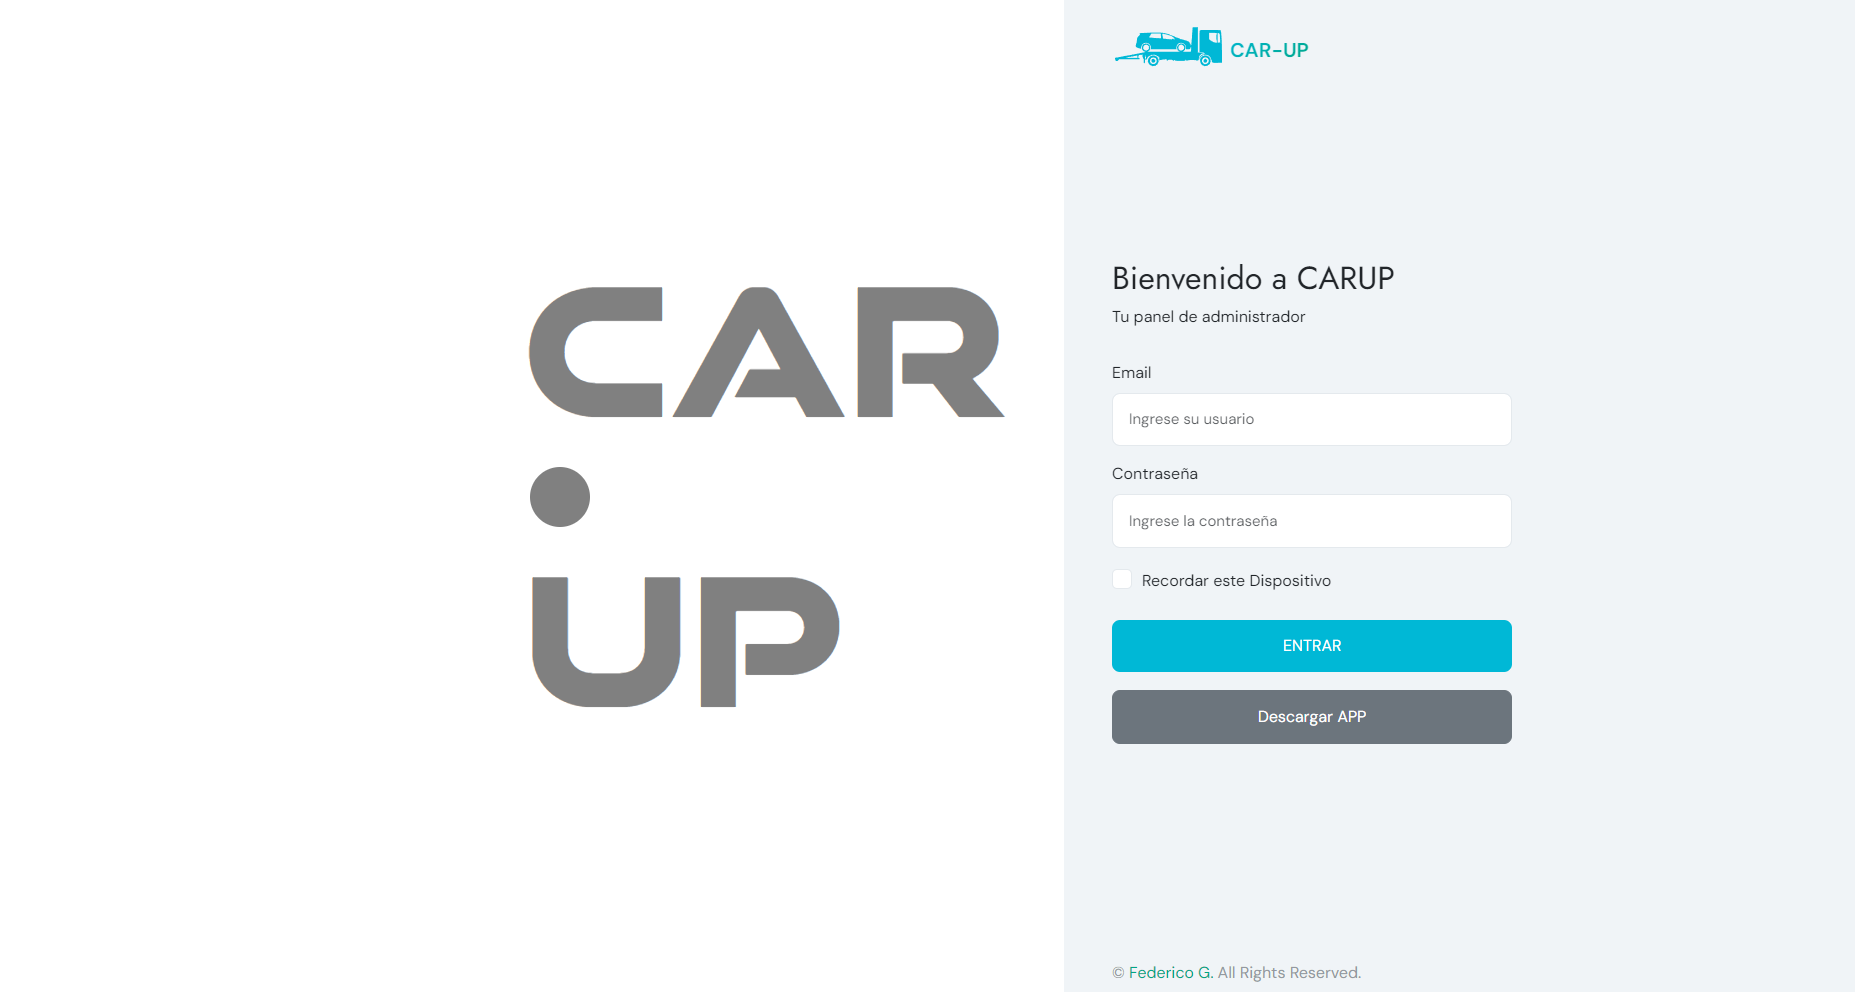 CAR
UP
CAR-UP
Bienvenido a CARUP
Tu panel de administrador
Email
Ingrese su usuario
Contraseña
Ingrese la contraseña
Recordar este Dispositivo
ENTRAR
Descargar APP
© Federico G. All Rights Reserved.